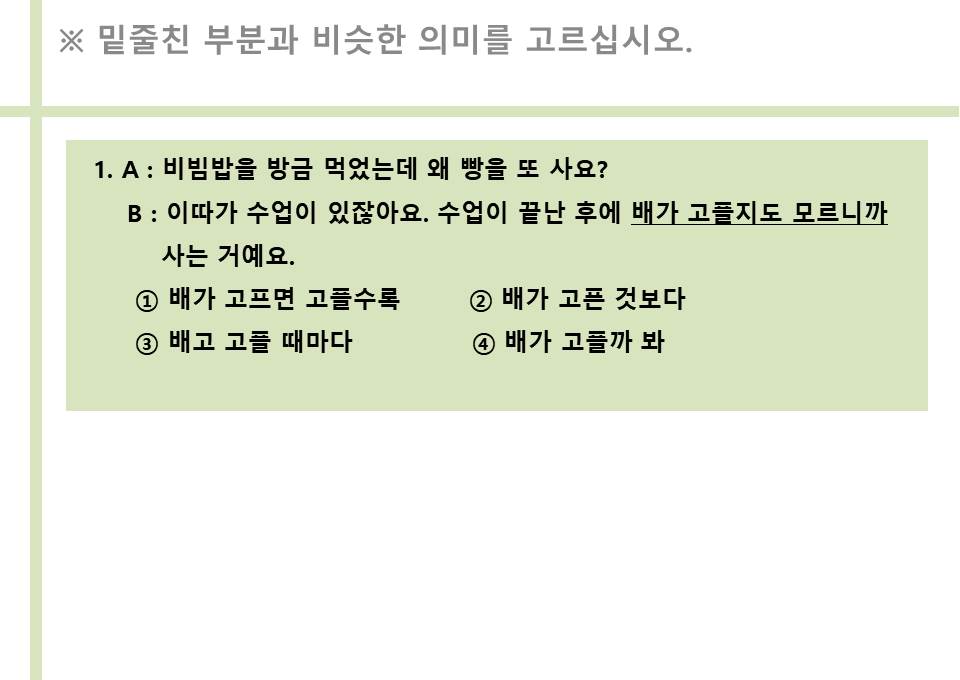 ※ 밑줄친 부분과 비슷한 의미를 고르십시오.
1. A : 비빔밥을 방금 먹었는데 왜 빵을 또 사요?
B : 이따가 수업이 있잖아요. 수업이 끝난 후에 배가 고플지도 모르니까
사는 거예요.
① 배가 고프면 고플수록 ② 배가 고픈 것보다
③ 배고 고플 때마다 ④ 배가 고플까 봐